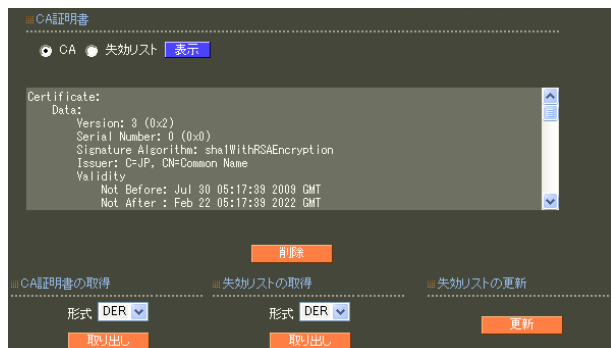 CA証明書
CA 失効リスト 表示
Certificate:
Data:
Version: 3 (0x2)
Serial Number: 0 (0x0)
Signature Algorithm: sha1WithRSAEncryption
Issuer: C=JP, CN=Common Name
Validity
Not Before: Jul 30 05:17:39 2009 GMT
Not After : Feb 22 05:17:39 2022 GMT
削除
CA証明書の取得 失効リストの取得 失効リストの更新
形式 DER 形式 DER
更新
取り出し 取り出し